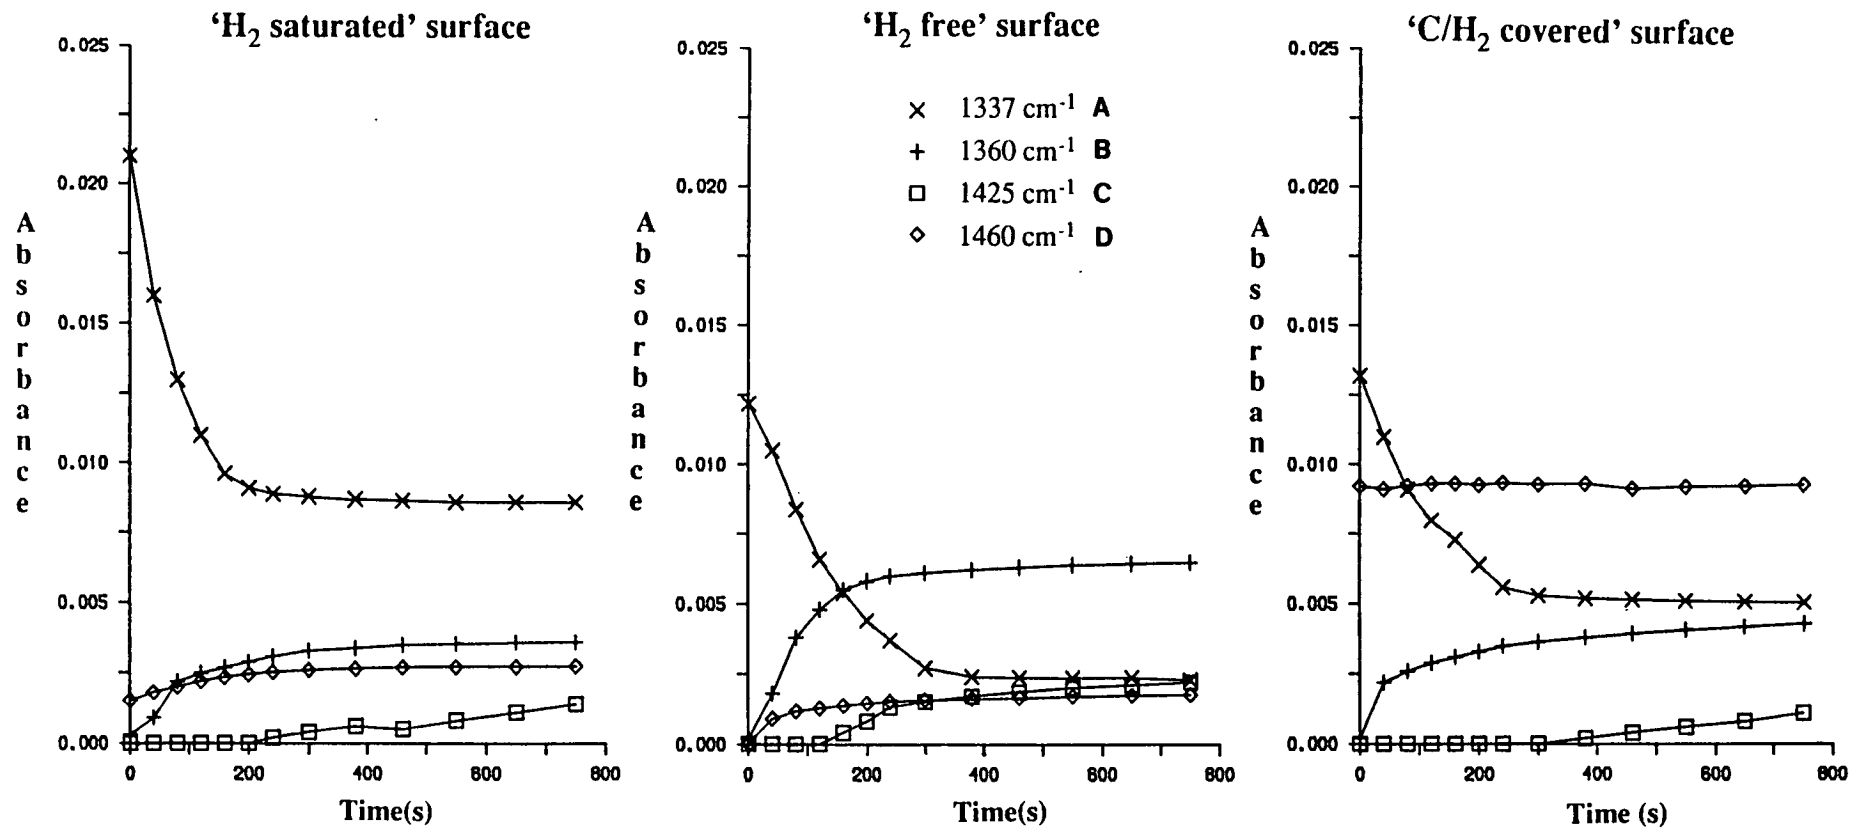 ‘H2 saturated’ surface
0.025
0.020
0.015
0.010
0.005
0.000
Absorbance
0 200 400 600 800
Time(s)
‘H2 free’ surface
0.025
0.020
0.015
0.010
0.005
0.000
Absorbance
× 1337 cm-1 A
+ 1360 cm-1 B
□ 1425 cm-1 C
◇ 1460 cm-1 D
0 200 400 600 800
Time(s)
‘C/H2 covered’ surface
0.025
0.020
0.015
0.010
0.005
0.000
Absorbance
0 200 400 600 800
Time (s)